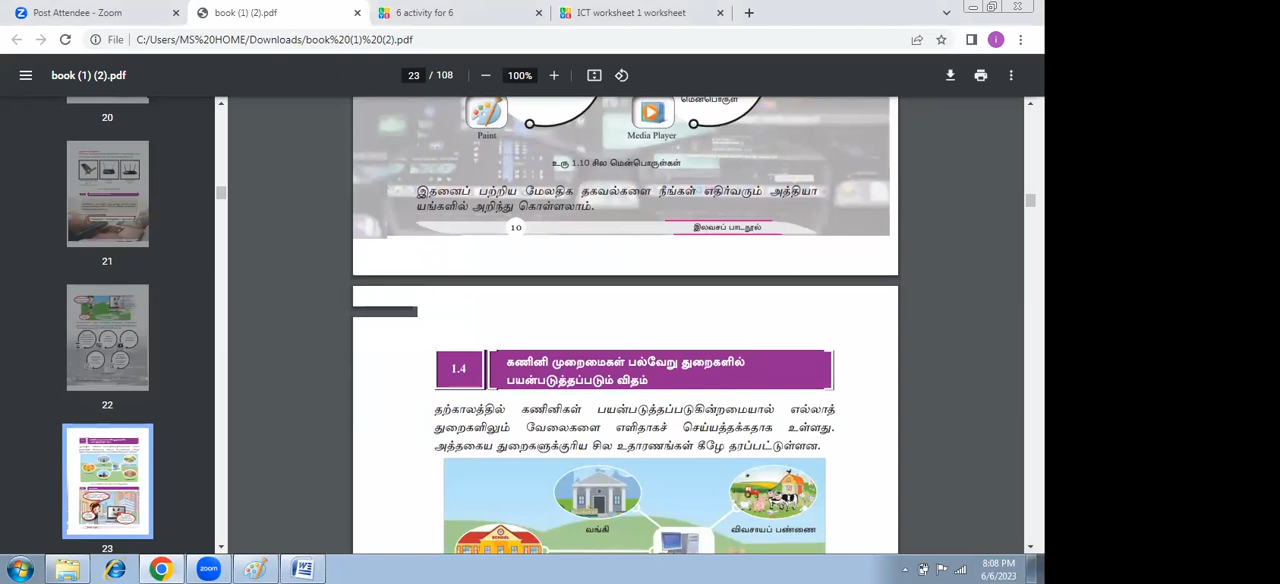 Post Attendee - Zoom
book (1) (2).pdf
6 activity for 6
ICT worksheet 1 worksheet
File
C:/Users/MS%20HOME/Downloads/book%20(1)%20(2).pdf
i
book (1) (2).pdf
23 / 108
100%
20
21
22
23
Paint
Media Player
மென்பொருள்
உரு 1.10 சில மென்பொருள்கள்
இதனைப் பற்றிய மேலதிக தகவல்களை நீங்கள் எதிர்வரும் அத்தியா
யங்களில் அறிந்து கொள்ளலாம்.
10
இலவசப் பாடநூல்
1.4
கணினி முறைமைகள் பல்வேறு துறைகளில்
பயன்படுத்தப்படும் விதம்
தற்காலத்தில் கணினிகள் பயன்படுத்தப்படுகின்றமையால் எல்லாத்
துறைகளிலும் வேலைகளை எளிதாகச் செய்யத்தக்கதாக உள்ளது.
அத்தகைய துறைகளுக்குரிய சில உதாரணங்கள் கீழே தரப்பட்டுள்ளன.
வங்கி
விவசாயப் பண்ணை
SCHOOL
zoom
8:08 PM
6/6/2023